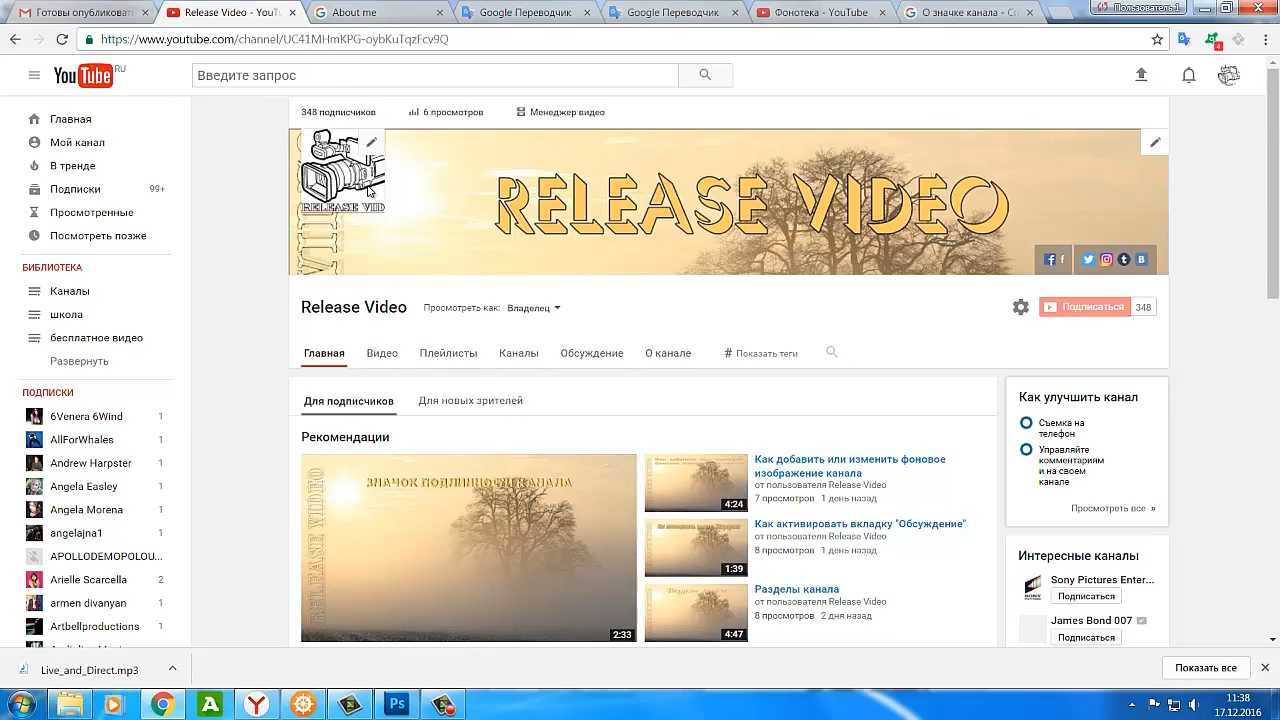 Готовы опубликоват
Release Video - YouT
About me
Google Переводчик
Google Переводчик
Фонотека - YouTube
О значке канала - Сп
Пользователь1
https://www.youtube.com/channel/UC41MHmKPG-oybKuTqzFcv9Q
4
YouTube RU
Введите запрос
348 подписчиков
6 просмотров
Менеджер видео
Главная
Мой канал
В тренде
Подписки 99+
Просмотренные
Посмотреть позже
БИБЛИОТЕКА
Каналы
школа
бесплатное видео
Развернуть
ПОДПИСКИ
6Venera 6Wind 1
AllForWhales 1
Andrew Harpster 1
Angela Easley 1
Angela Morena 1
angelajna1 1
APOLLODEMOPOLOU... 1
Arielle Scarcella 2
armen divanyan 1
Artbellproductions 1
RELEASE VID
RELEASE VIDEO
f
Release Video
Просмотреть как: Владелец
Подписаться 348
Главная
Видео
Плейлисты
Каналы
Обсуждение
О канале
# Показать теги
Для подписчиков
Для новых зрителей
Рекомендации
RELEASE VIDEO
2:33
4:24
Как добавить или изменить фоновое
изображение канала
от пользователя Release Video
7 просмотров 1 день назад
1:39
Как активировать вкладку "Обсуждение"
от пользователя Release Video
8 просмотров 1 день назад
4:47
Разделы канала
от пользователя Release Video
8 просмотров 2 дня назад
Как улучшить канал
Съемка на
телефон
Управляйте
комментариям
и на своем
канале
Просмотреть все »
Интересные каналы
SONY
Sony Pictures Enter...
Подписаться
James Bond 007
Подписаться
Live_and_Direct.mp3
Показать все
A
Y
Ps
11:38
17.12.2016